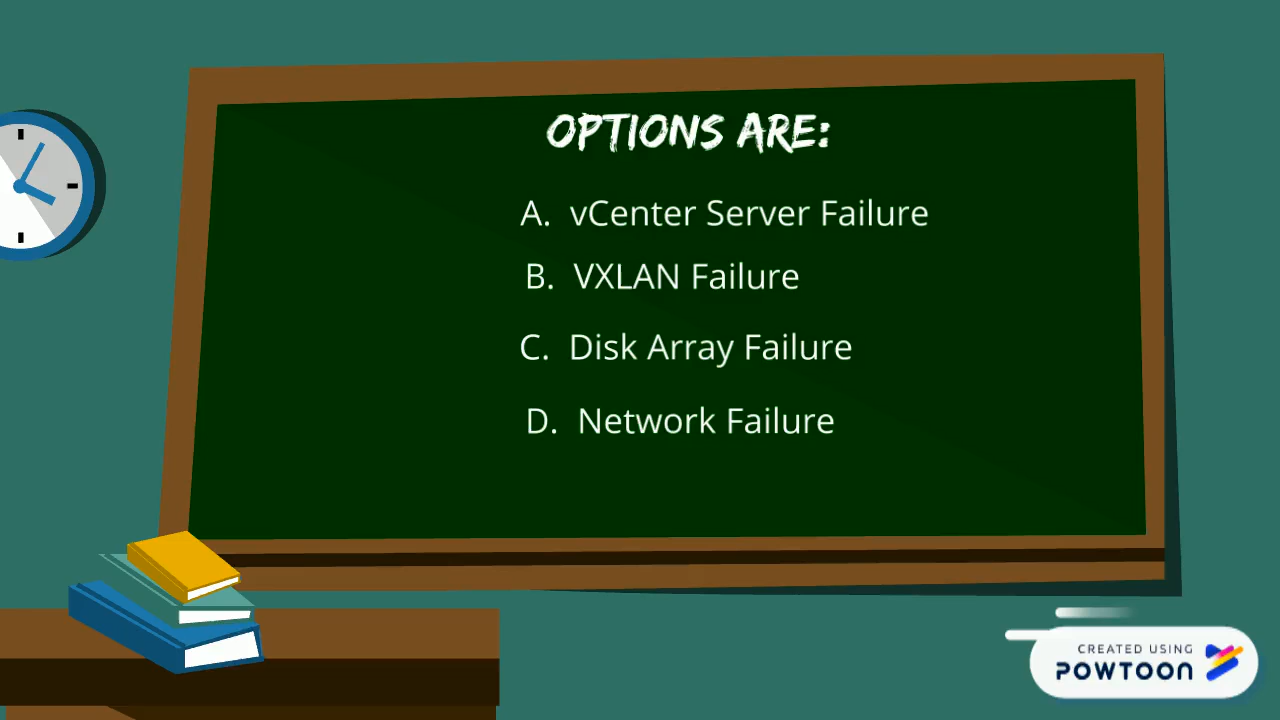 OPTIONS ARE:
A. vCenter Server Failure
B. VXLAN Failure
C. Disk Array Failure
D. Network Failure
CREATED USING
POWTOON